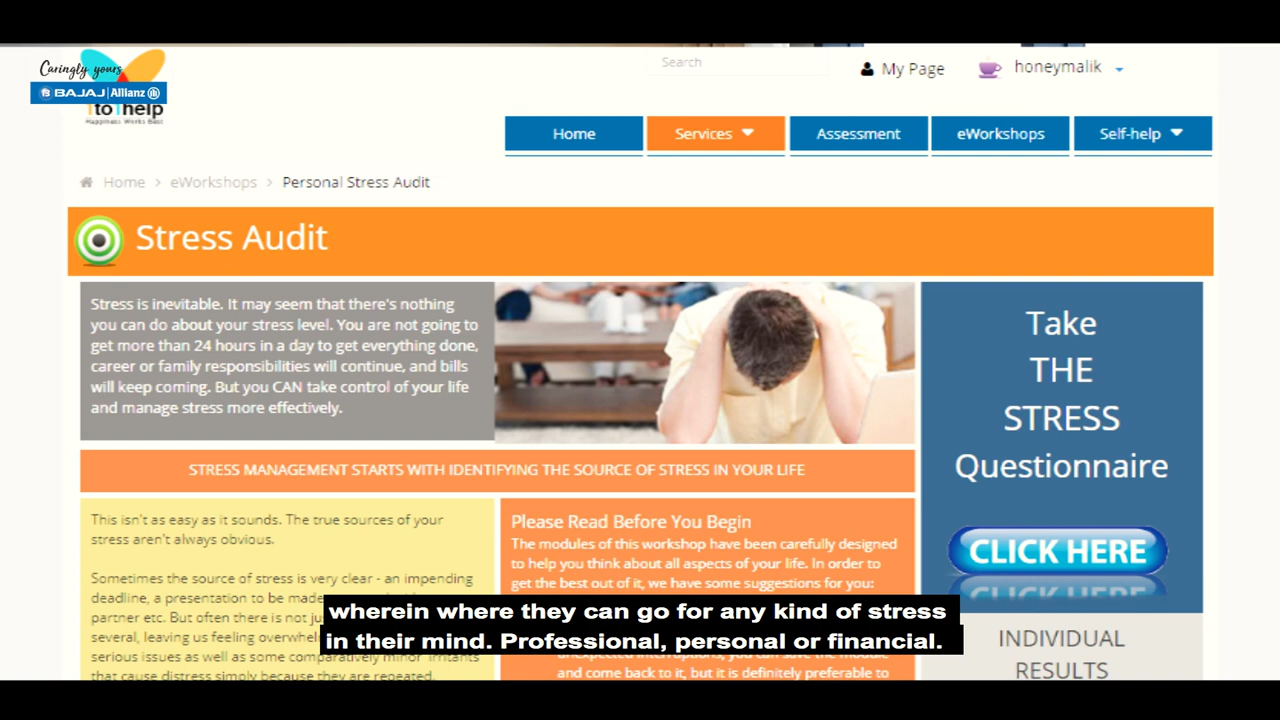 Caringly yours
BAJAJ | Allianz
1to1help
Happiness Works Best
Search
My Page
honeymalik
Home
Services
Assessment
eWorkshops
Self-help
Home > eWorkshops > Personal Stress Audit
Stress Audit
Stress is inevitable. It may seem that there's nothing
you can do about your stress level. You are not going to
get more than 24 hours in a day to get everything done,
career or family responsibilities will continue, and bills
will keep coming. But you CAN take control of your life
and manage stress more effectively.
Take
THE
STRESS
Questionnaire
CLICK HERE
STRESS MANAGEMENT STARTS WITH IDENTIFYING THE SOURCE OF STRESS IN YOUR LIFE
This isn't as easy as it sounds. The true sources of your
stress aren't always obvious.
Sometimes the source of stress is very clear - an impending
deadline, a presentation to be made
partner etc. But often there is not
several, leaving us feeling
serious issues as well as some comparatively minor irritants
that cause distress simply because they are repeated.
Please Read Before You Begin
The modules of this workshop have been carefully designed
to help you think about all aspects of your life. In order to
get the best out of it, we have some suggestions for you:
unexpected interruptions, you can save the module
and come back to it, but it is definitely preferable to
INDIVIDUAL
RESULTS
wherein where they can go for any kind of stress
in their mind. Professional, personal or financial.